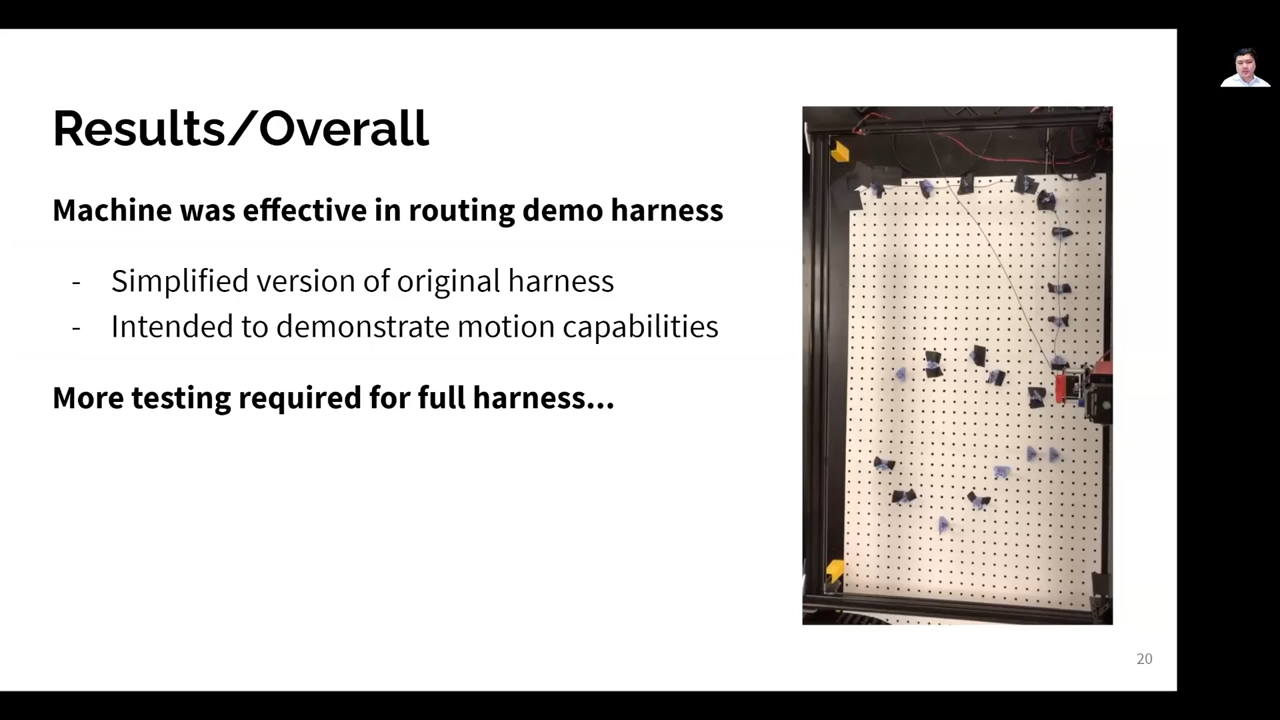 Results/Overall
Machine was effective in routing demo harness
- Simplified version of original harness
- Intended to demonstrate motion capabilities
More testing required for full harness...
20